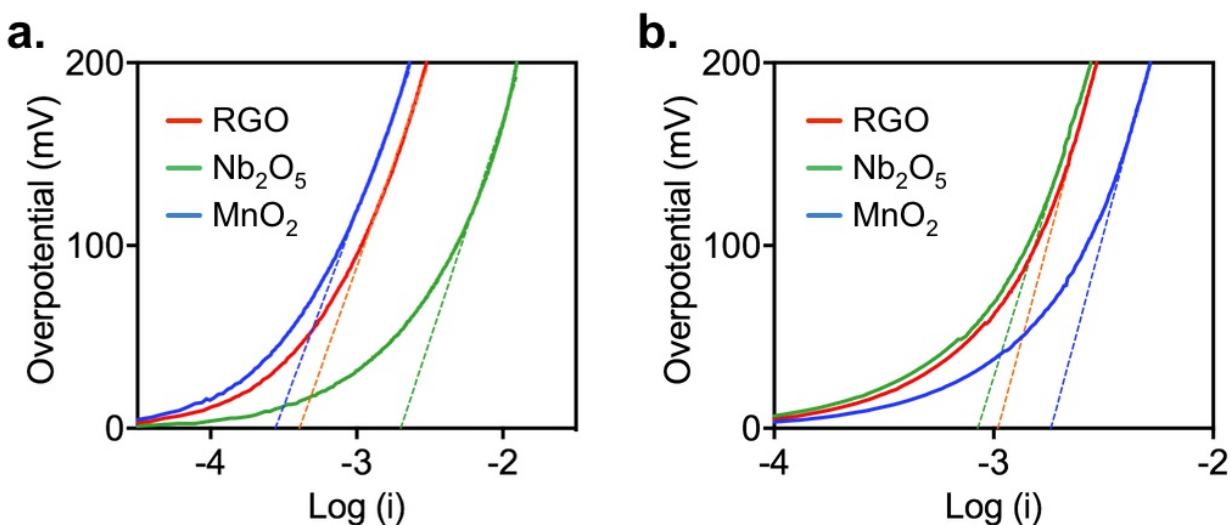 a.
200
100
0
Overpotential (mV)
RGO
Nb₂O₅
MnO₂
-4
-3
-2
Log (i)
b.
200
100
0
Overpotential (mV)
RGO
Nb₂O₅
MnO₂
-4
-3
-2
Log (i)